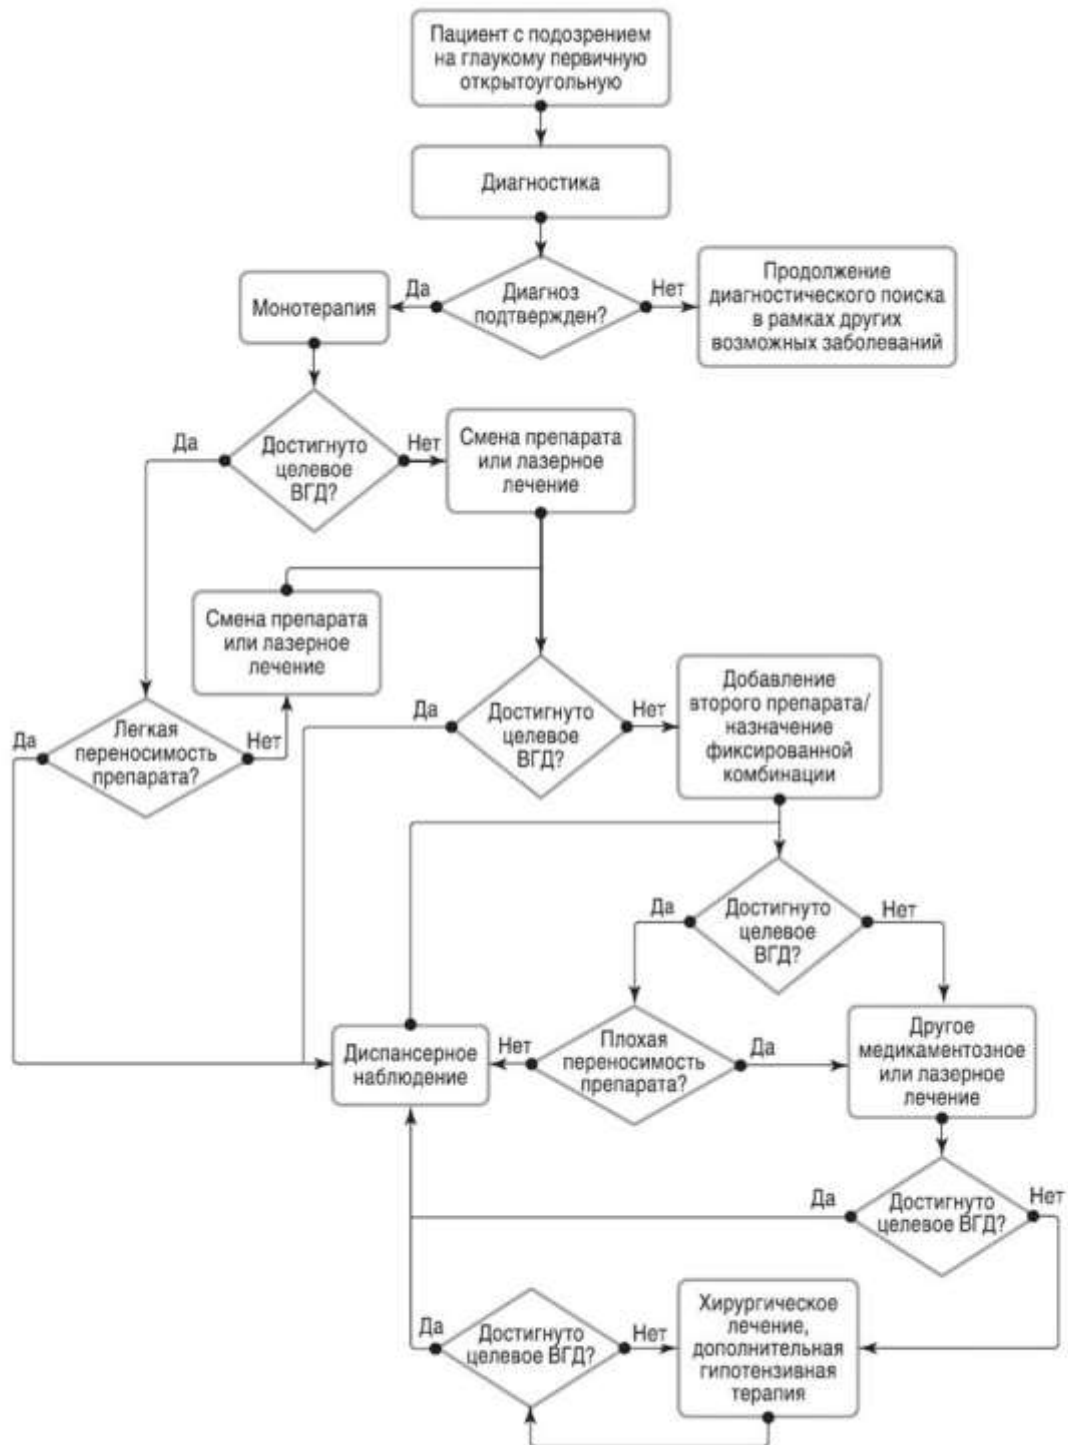 Пациент с подозрением
на глаукому первичную
открытоугольную
Диагностика
Да
Диагноз
подтвержден?
Нет
Монотерапия
Продолжение
диагностического поиска
в рамках других
возможных заболеваний
Да
Достигнуто
целевое
ВГД?
Нет
Смена препарата
или лазерное
лечение
Смена препарата
или лазерное
лечение
Да
Легкая
переносимость
препарата?
Нет
Да
Достигнуто
целевое
ВГД?
Нет
Добавление
второго препарата/
назначение
фиксированной
комбинации
Да
Достигнуто
целевое
ВГД?
Нет
Диспансерное
наблюдение
Нет
Плохая
переносимость
препарата?
Да
Другое
медикаментозное
или лазерное
лечение
Да
Достигнуто
целевое ВГД?
Нет
Да
Достигнуто
целевое ВГД?
Нет
Хирургическое
лечение,
дополнительная
гипотензивная
терапия